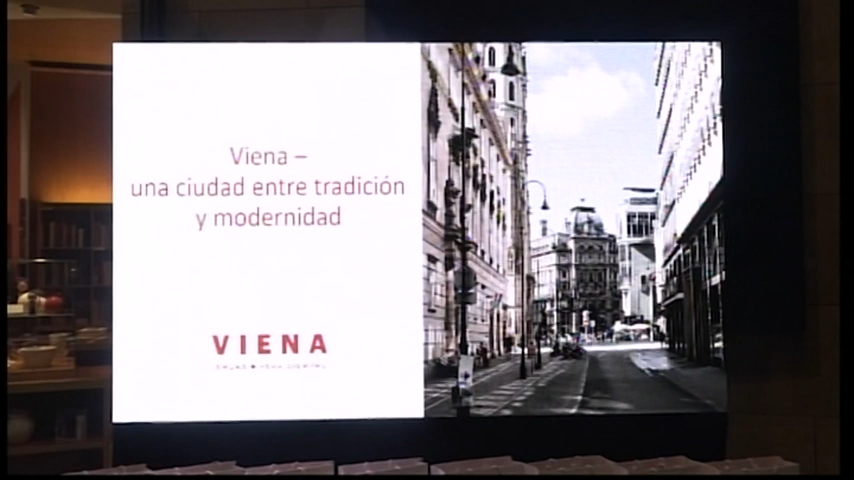 Viena –
una ciudad entre tradición
y modernidad
VIENA